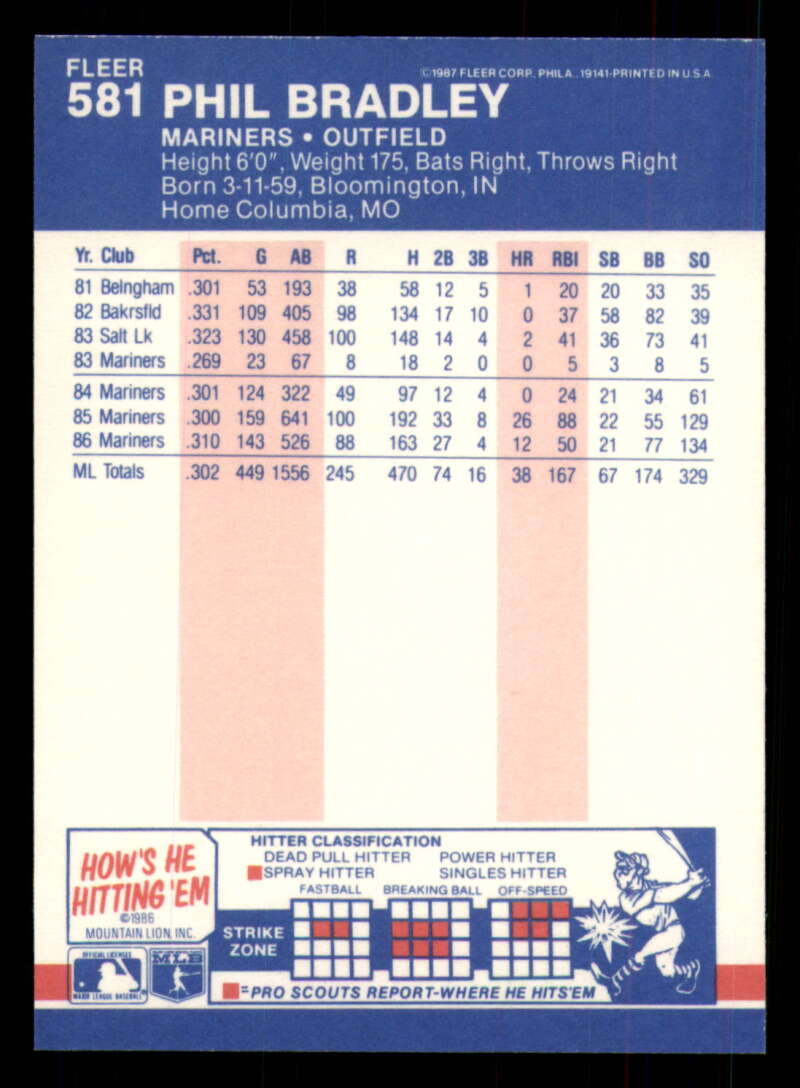 FLEER
©1987 FLEER CORP. PHILA., 19141-PRINTED IN U.S.A.
581 PHIL BRADLEY
MARINERS • OUTFIELD
Height 6'0", Weight 175, Bats Right, Throws Right
Born 3-11-59, Bloomington, IN
Home Columbia, MO
Yr. Club Pct. G AB R H 2B 3B HR RBI SB BB SO
81 Belngham .301 53 193 38 58 12 5 1 20 20 33 35
82 Bakrsfld .331 109 405 98 134 17 10 0 37 58 82 39
83 Salt Lk .323 130 458 100 148 14 4 2 41 36 73 41
83 Mariners .269 23 67 8 18 2 0 0 5 3 8 5
84 Mariners .301 124 322 49 97 12 4 0 24 21 34 61
85 Mariners .300 159 641 100 192 33 8 26 88 22 55 129
86 Mariners .310 143 526 88 163 27 4 12 50 21 77 134
ML Totals .302 449 1556 245 470 74 16 38 167 67 174 329
HOW'S HE
HITTING 'EM
©1986
MOUNTAIN LION, INC.
HITTER CLASSIFICATION
DEAD PULL HITTER POWER HITTER
SPRAY HITTER SINGLES HITTER
FASTBALL BREAKING BALL OFF-SPEED
STRIKE
ZONE
=PRO SCOUTS REPORT-WHERE HE HITS'EM
OFFICIAL LICENSEE
MAJOR LEAGUE BASEBALL
MLB